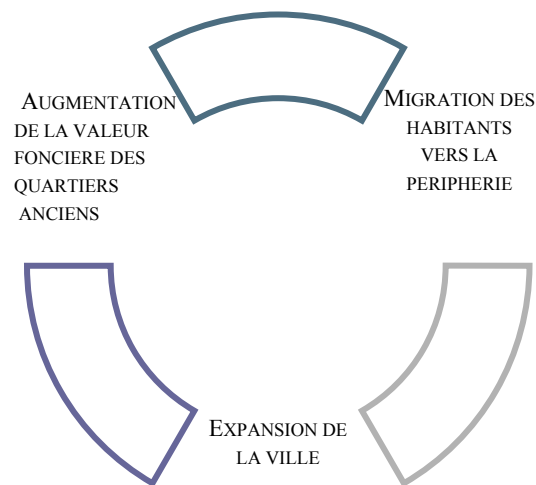 AUGMENTATION
DE LA VALEUR
FONCIERE DES
QUARTIERS
ANCIENS
MIGRATION DES
HABITANTS
VERS LA
PERIPHERIE
EXPANSION DE
LA VILLE